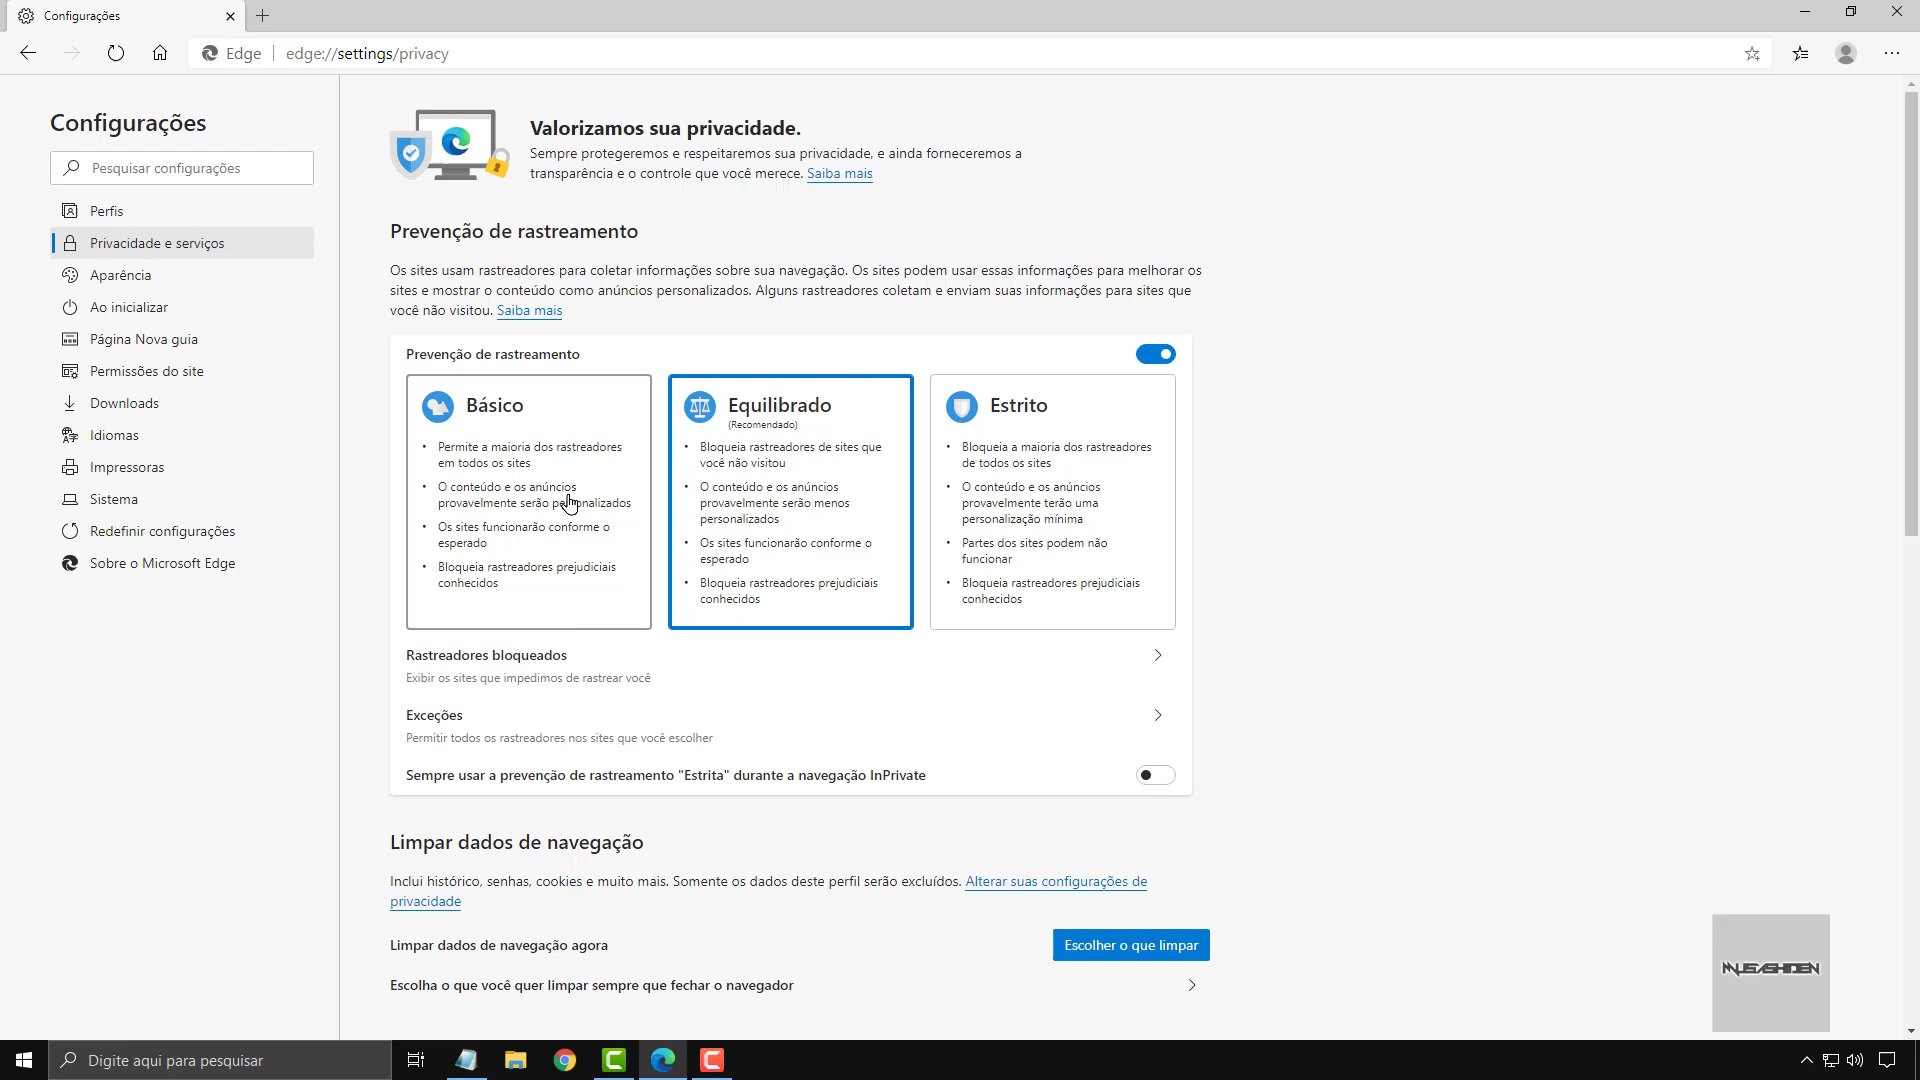 Configurações
Edge
edge://settings/privacy
Configurações
Pesquisar configurações
Perfis
Privacidade e serviços
Aparência
Ao inicializar
Página Nova guia
Permissões do site
Downloads
Idiomas
Impressoras
Sistema
Redefinir configurações
Sobre o Microsoft Edge
Valorizamos sua privacidade.
Sempre protegeremos e respeitaremos sua privacidade, e ainda forneceremos a
transparência e o controle que você merece. Saiba mais
Prevenção de rastreamento
Os sites usam rastreadores para coletar informações sobre sua navegação. Os sites podem usar essas informações para melhorar os
sites e mostrar o conteúdo como anúncios personalizados. Alguns rastreadores coletam e enviam suas informações para sites que
você não visitou. Saiba mais
Prevenção de rastreamento
Básico
• Permite a maioria dos rastreadores
em todos os sites
• O conteúdo e os anúncios
provavelmente serão personalizados
• Os sites funcionarão conforme o
esperado
• Bloqueia rastreadores prejudiciais
conhecidos
Equilibrado
(Recomendado)
• Bloqueia rastreadores de sites que
você não visitou
• O conteúdo e os anúncios
provavelmente serão menos
personalizados
• Os sites funcionarão conforme o
esperado
• Bloqueia rastreadores prejudiciais
conhecidos
Estrito
• Bloqueia a maioria dos rastreadores
de todos os sites
• O conteúdo e os anúncios
provavelmente terão uma
personalização mínima
• Partes dos sites podem não
funcionar
• Bloqueia rastreadores prejudiciais
conhecidos
Rastreadores bloqueados
Exibir os sites que impedimos de rastrear você
Exceções
Permitir todos os rastreadores nos sites que você escolher
Sempre usar a prevenção de rastreamento "Estrita" durante a navegação InPrivate
Limpar dados de navegação
Inclui histórico, senhas, cookies e muito mais. Somente os dados deste perfil serão excluídos. Alterar suas configurações de
privacidade
Limpar dados de navegação agora
Escolher o que limpar
Escolha o que você quer limpar sempre que fechar o navegador
Digite aqui para pesquisar